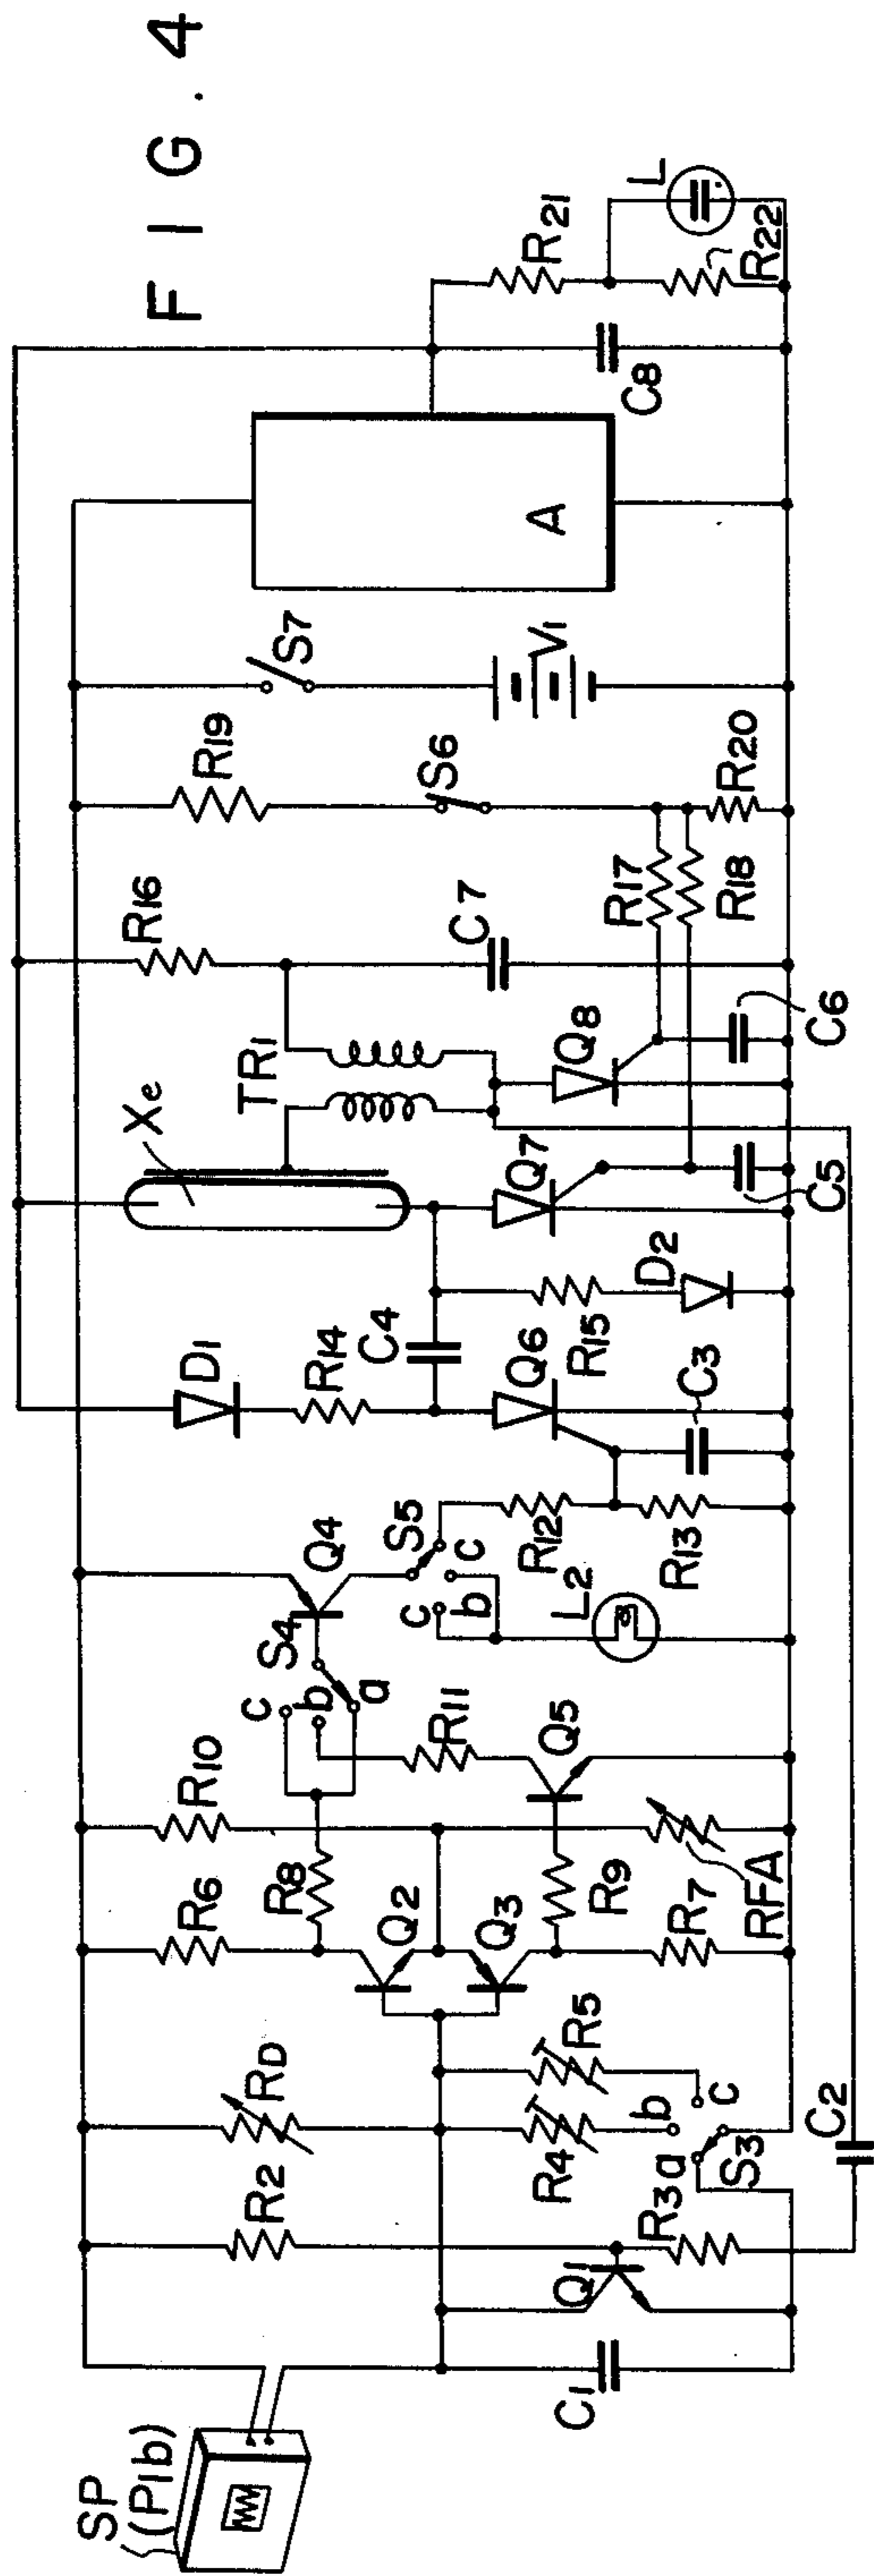 FIG. 4
SP
(P1b)
C1
Q1
R2
R3
C2
RD
R4
R5
a
b
c
S3
R6
R7
Q2
Q3
R8
R9
R10
RFA
R11
Q5
c
b
a
S4
Q4
S5
c
b
c
L2
R12
R13
C3
D1
R14
C4
Q6
R15
D2
Xe
Q7
C5
TR1
Q8
C6
R16
C7
R17
R18
R19
S6
R20
S7
V1
A
C8
R21
R22
L